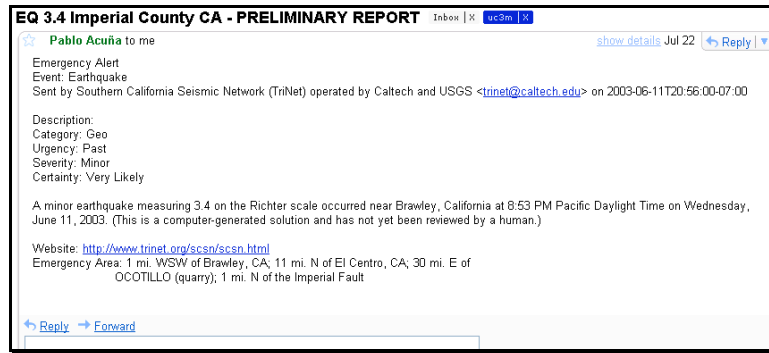 EQ 3.4 Imperial County CA - PRELIMINARY REPORT Inbox | X uc3m | X
Pablo Acuña to me show details Jul 22 Reply | ▼
Emergency Alert
Event: Earthquake
Sent by Southern California Seismic Network (TriNet) operated by Caltech and USGS <trinet@caltech.edu> on 2003-06-11T20:56:00-07:00
Description:
Category: Geo
Urgency: Past
Severity: Minor
Certainty: Very Likely
A minor earthquake measuring 3.4 on the Richter scale occurred near Brawley, California at 8:53 PM Pacific Daylight Time on Wednesday,
June 11, 2003. (This is a computer-generated solution and has not yet been reviewed by a human.)
Website: http://www.trinet.org/scsn/scsn.html
Emergency Area: 1 mi. WSW of Brawley, CA; 11 mi. N of El Centro, CA; 30 mi. E of
OCOTILLO (quarry); 1 mi. N of the Imperial Fault
Reply Forward